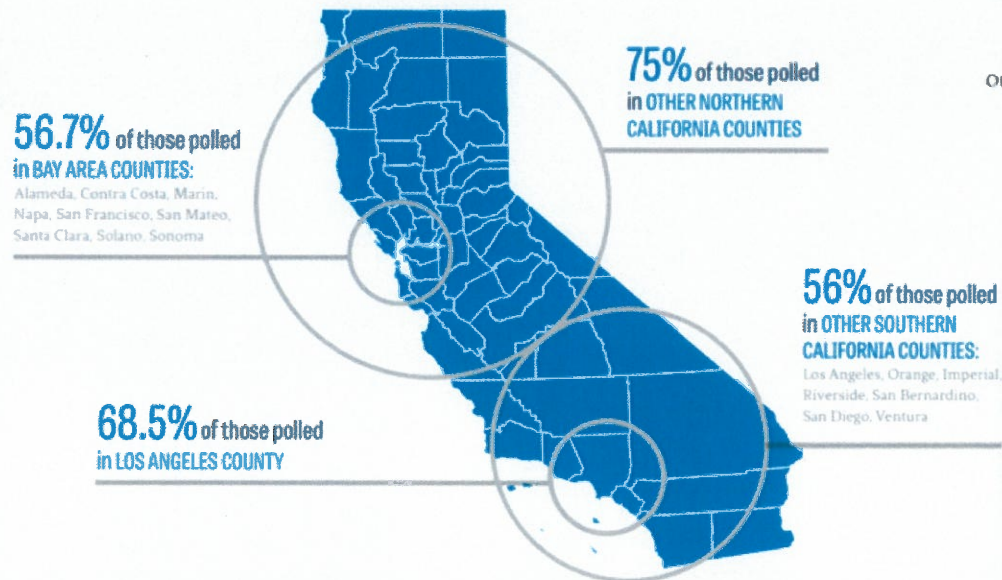 56.7% of those polled
in BAY AREA COUNTIES:
Alameda, Contra Costa, Marin,
Napa, San Francisco, San Mateo,
Santa Clara, Solano, Sonoma
75% of those polled
in OTHER NORTHERN
CALIFORNIA COUNTIES
56% of those polled
in OTHER SOUTHERN
CALIFORNIA COUNTIES:
Los Angeles, Orange, Imperial,
Riverside, San Bernardino,
San Diego, Ventura
68.5% of those polled
in LOS ANGELES COUNTY